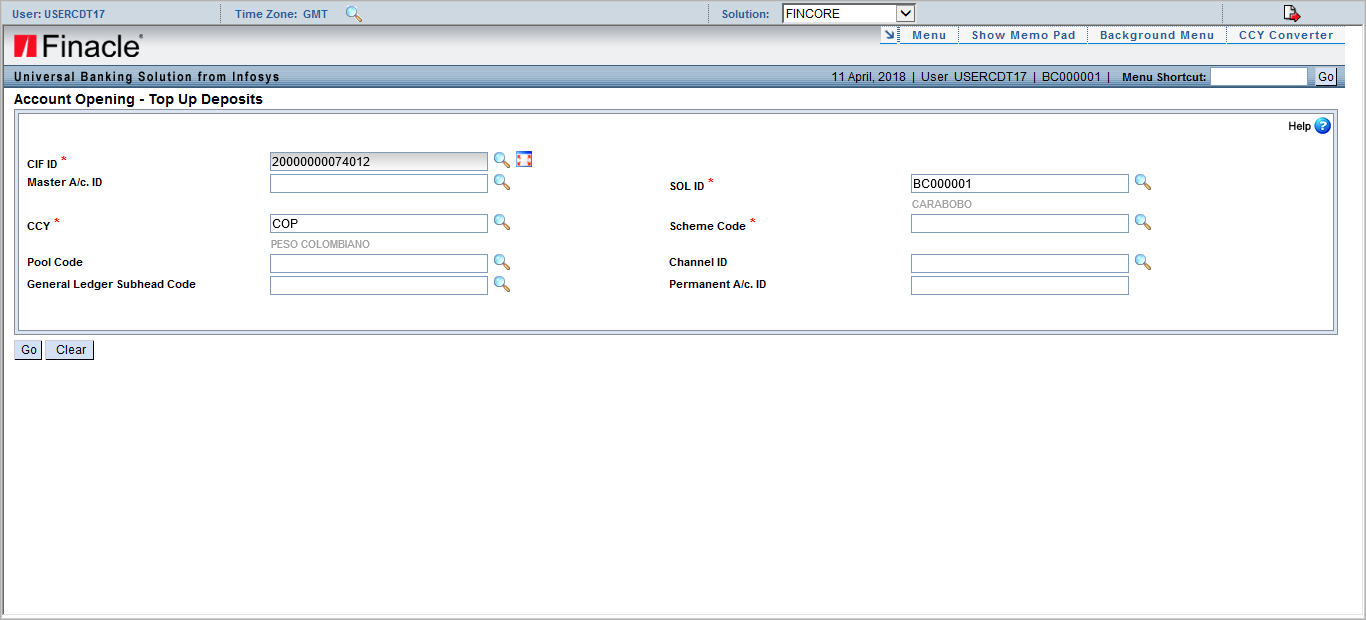 User: USERCDT17 Time Zone: GMT Solution: FINCORE
Finacle
Menu Show Memo Pad Background Menu CCY Converter
Universal Banking Solution from Infosys 11 April, 2018 | User USERCDT17 | BC000001 | Menu Shortcut: Go
Account Opening - Top Up Deposits
Help ?
CIF ID * 20000000074012
Master A/c. ID SOL ID * BC000001
CARABOBO
CCY * COP Scheme Code *
PESO COLOMBIANO
Pool Code Channel ID
General Ledger Subhead Code Permanent A/c. ID
Go Clear